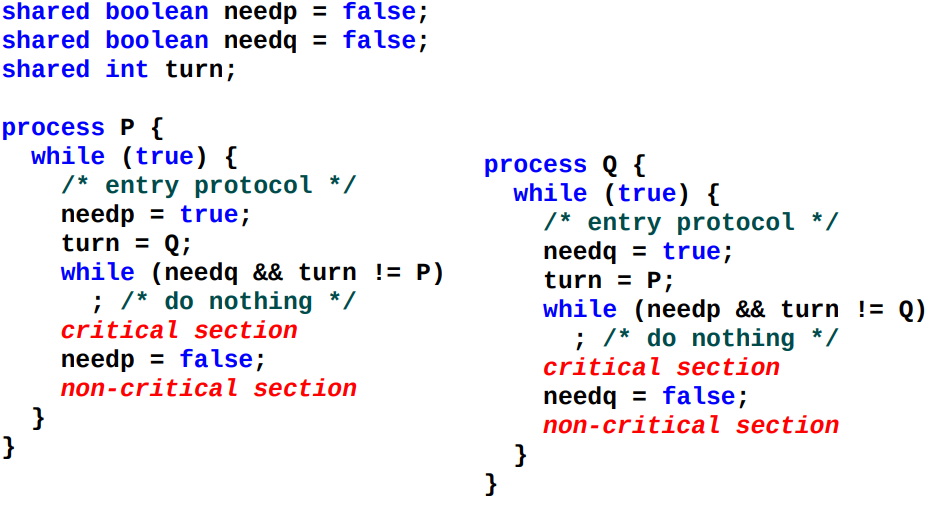 shared boolean needp = false;
shared boolean needq = false;
shared int turn;

process P {
  while (true) {
    /* entry protocol */
    needp = true;
    turn = Q;
    while (needq && turn != P)
      ; /* do nothing */
    critical section
    needp = false;
    non-critical section
  }
}

process Q {
  while (true) {
    /* entry protocol */
    needq = true;
    turn = P;
    while (needp && turn != Q)
      ; /* do nothing */
    critical section
    needq = false;
    non-critical section
  }
}